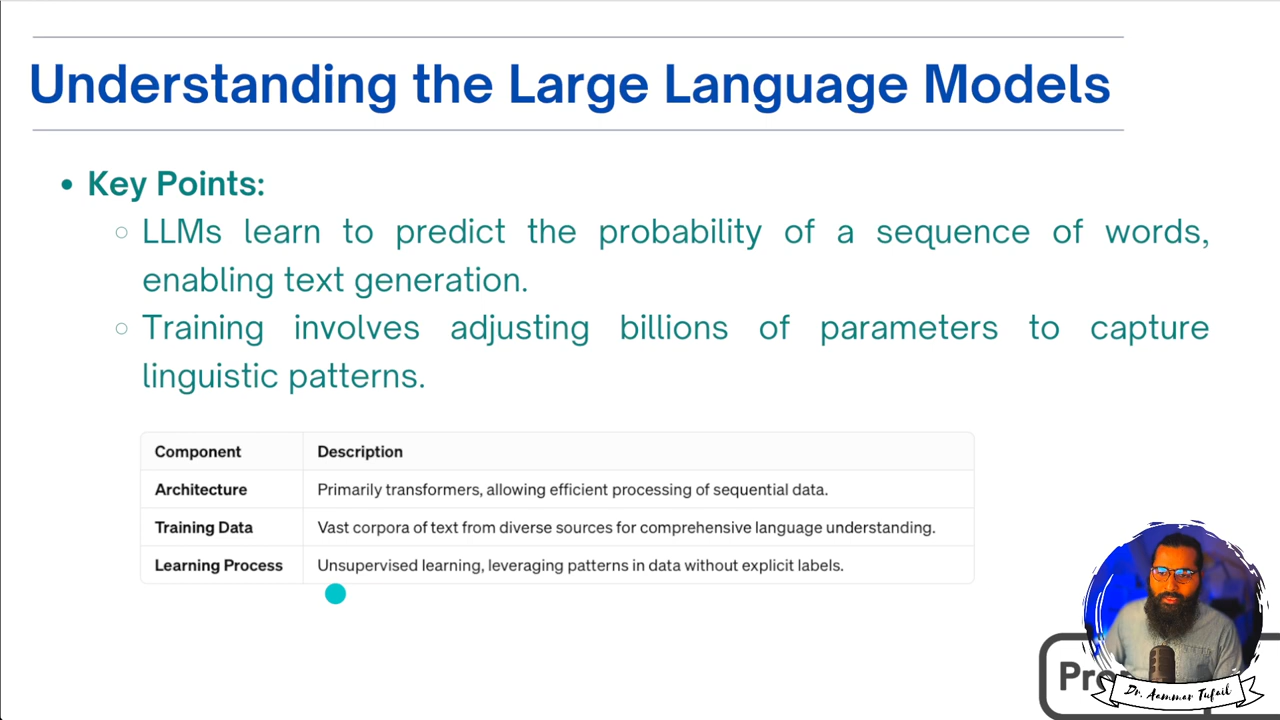 Understanding the Large Language Models
Key Points:
LLMs learn to predict the probability of a sequence of words,
enabling text generation.
Training involves adjusting billions of parameters to capture
linguistic patterns.
Component Description
Architecture Primarily transformers, allowing efficient processing of sequential data.
Training Data Vast corpora of text from diverse sources for comprehensive language understanding.
Learning Process Unsupervised learning, leveraging patterns in data without explicit labels.
Dr. Aammar Tufail